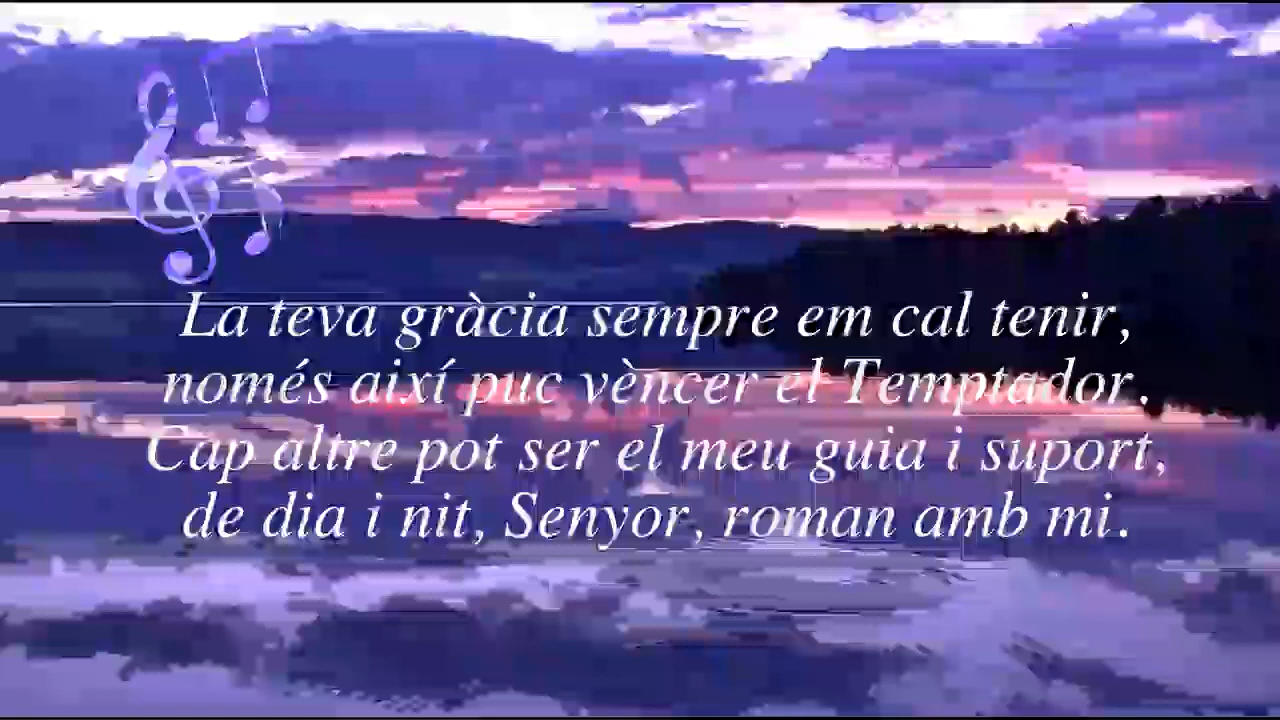 La teva gràcia sempre em cal tenir,
només així puc vèncer el Temptador.
Cap altre pot ser el meu guia i suport,
de dia i nit, Senyor, roman amb mi.